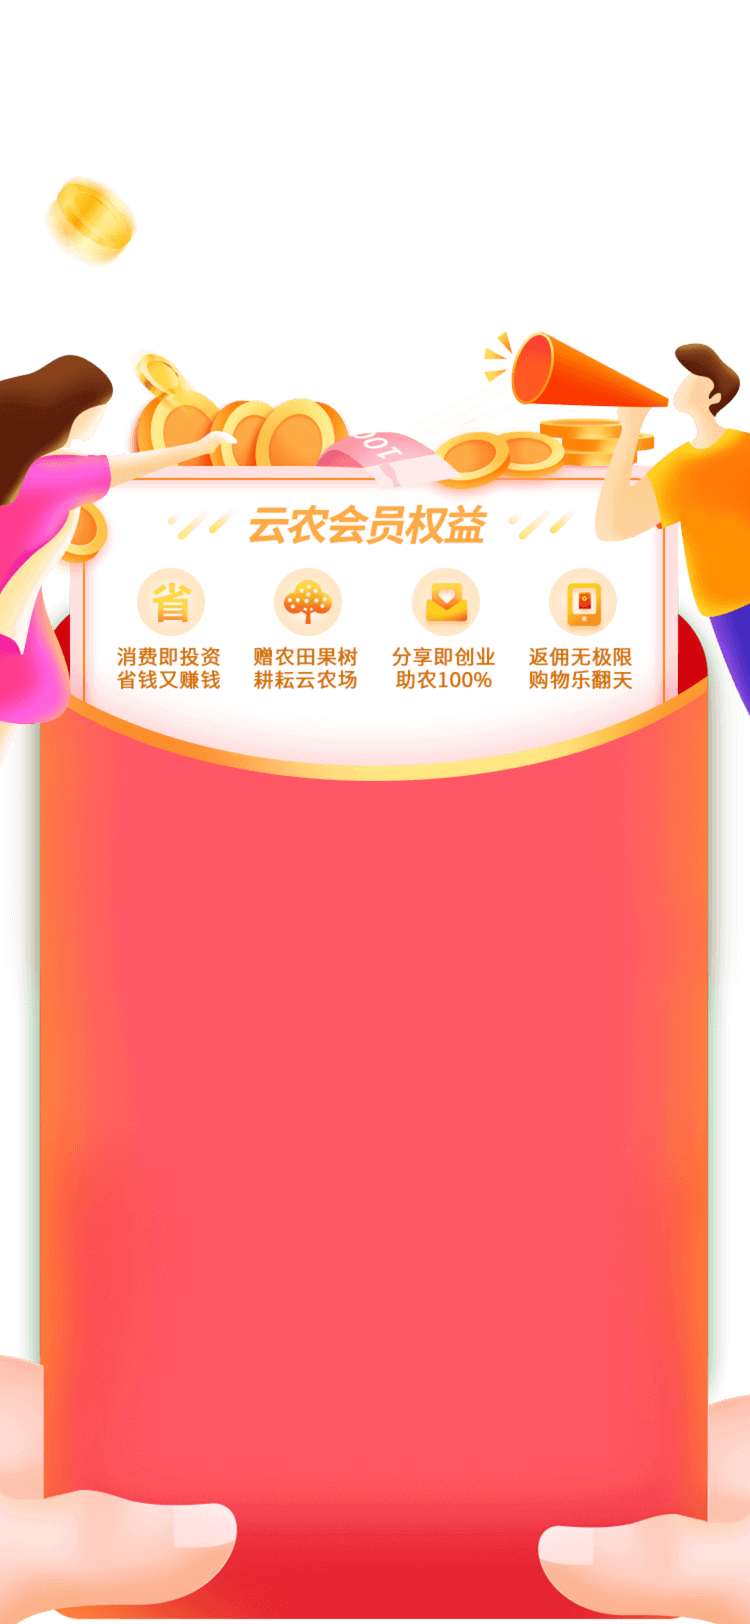 100
云农会员权益
省
消费即投资
省钱又赚钱
赠农田果树
耕耘云农场
分享即创业
助农100%
返佣无极限
购物乐翻天